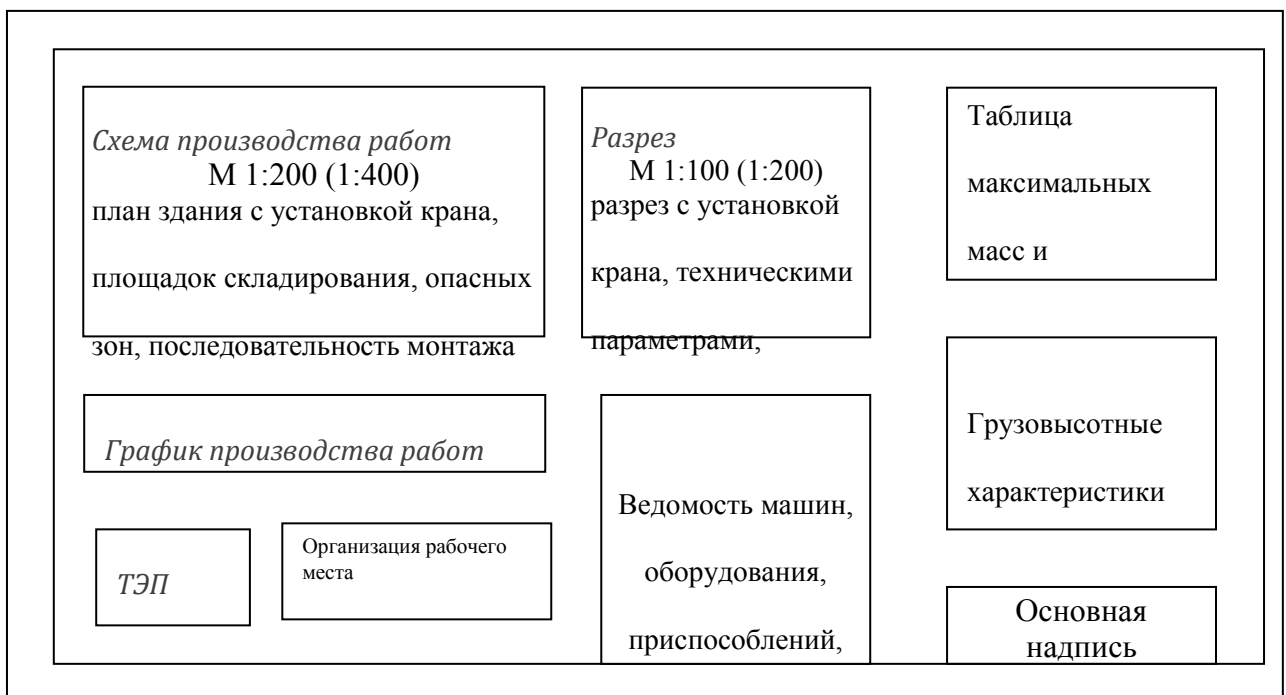 Схема производства работ
М 1:200 (1:400)
план здания с установкой крана,
площадок складирования, опасных
зон, последовательность монтажа
Разрез
М 1:100 (1:200)
разрез с установкой
крана, техническими
параметрами,
Таблица
максимальных
масс и
График производства работ
Грузовысотные
характеристики
ТЭП
Организация рабочего
места
Ведомость машин,
оборудования,
приспособлений,
Основная
надпись